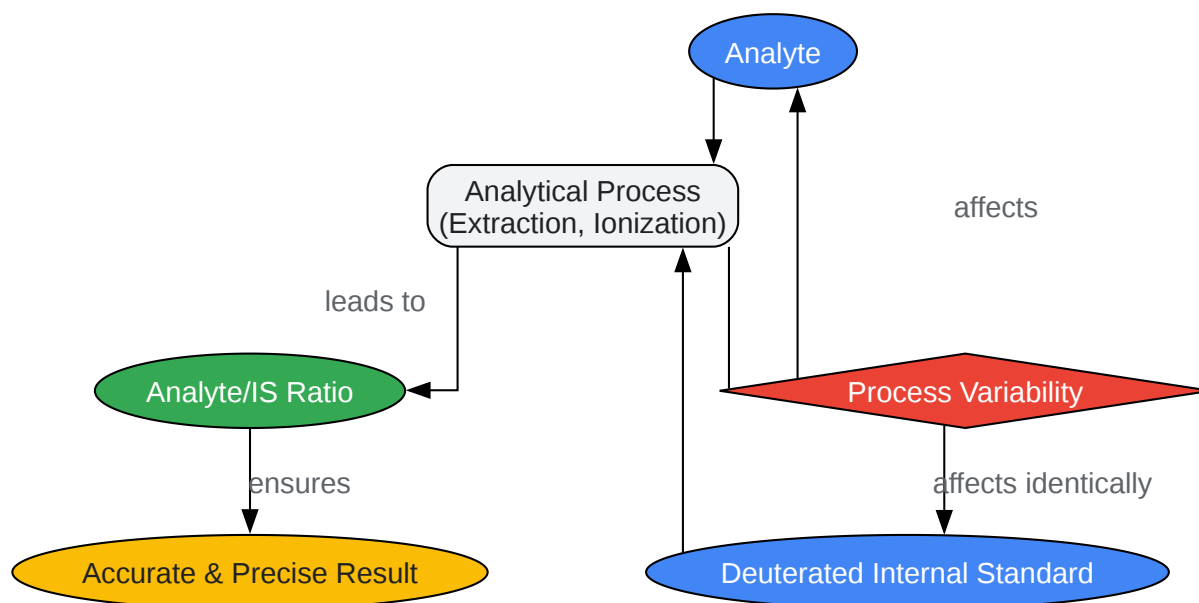 Analyte
Analytical Process
(Extraction, Ionization)
affects
leads to
Analyte/IS Ratio
Process Variability
ensures
affects identically
Accurate & Precise Result
Deuterated Internal Standard